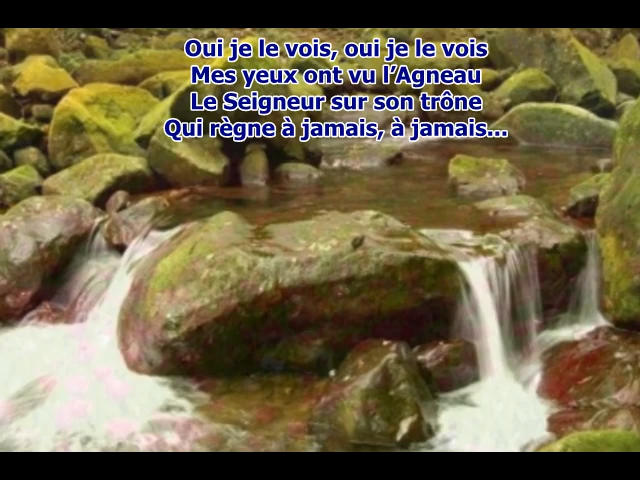 Oui je le vois, oui je le vois
Mes yeux ont vu l’Agneau
Le Seigneur sur son trône
Qui règne à jamais, à jamais...